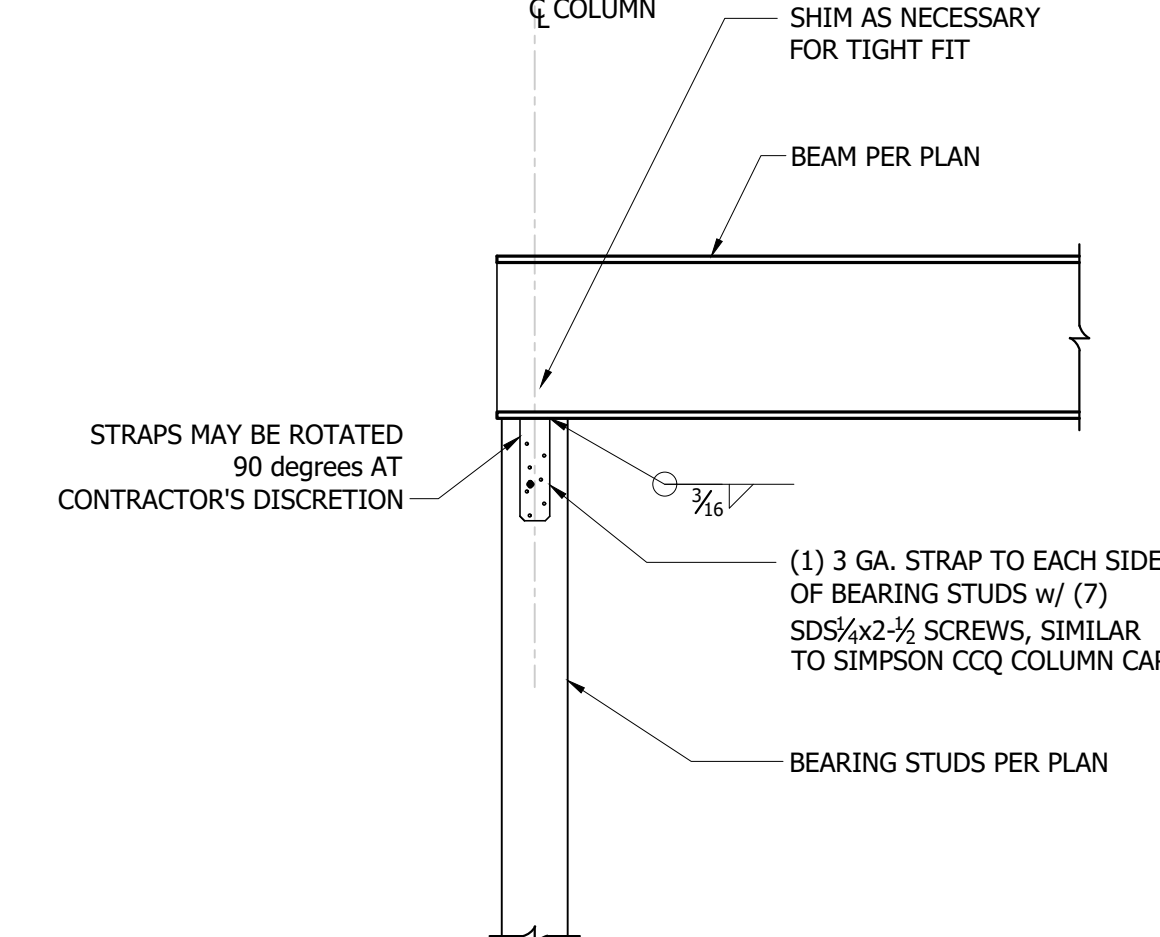 ℄ COLUMN
SHIM AS NECESSARY
FOR TIGHT FIT
BEAM PER PLAN
STRAPS MAY BE ROTATED
90 degrees AT
CONTRACTOR'S DISCRETION
3/16
(1) 3 GA. STRAP TO EACH SIDE
OF BEARING STUDS w/ (7)
SDS1/4x2-1/2 SCREWS, SIMILAR
TO SIMPSON CCQ COLUMN CAP
BEARING STUDS PER PLAN